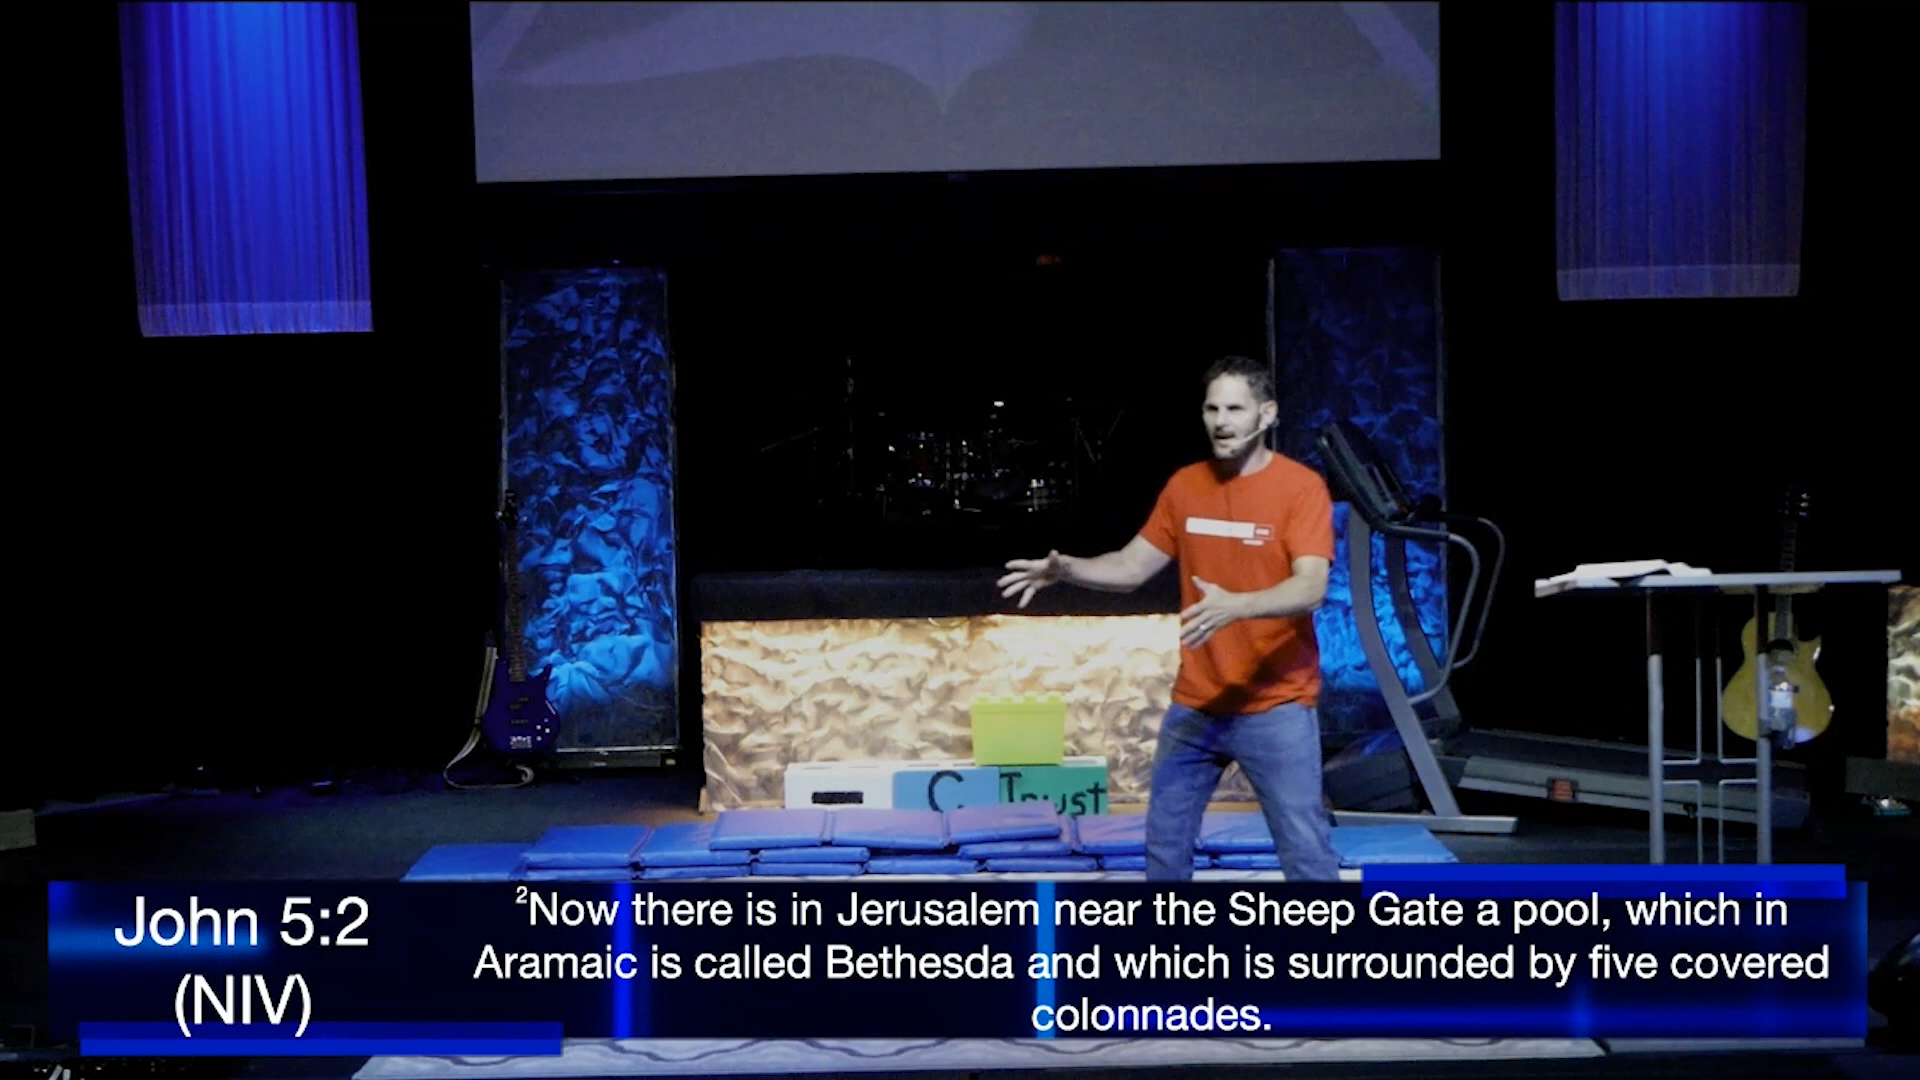 C Trust
John 5:2
(NIV)
²Now there is in Jerusalem near the Sheep Gate a pool, which in
Aramaic is called Bethesda and which is surrounded by five covered
colonnades.